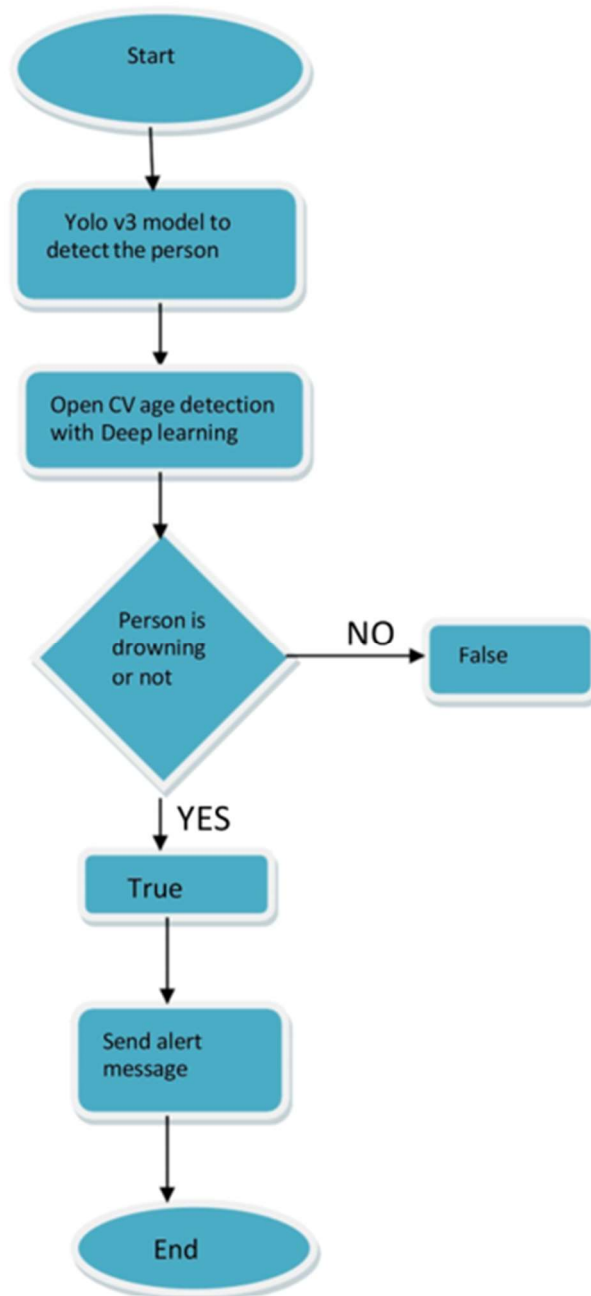 Start
Yolo v3 model to
detect the person
Open CV age detection
with Deep learning
Person is
drowning
or not
NO
False
YES
True
Send alert
message
End